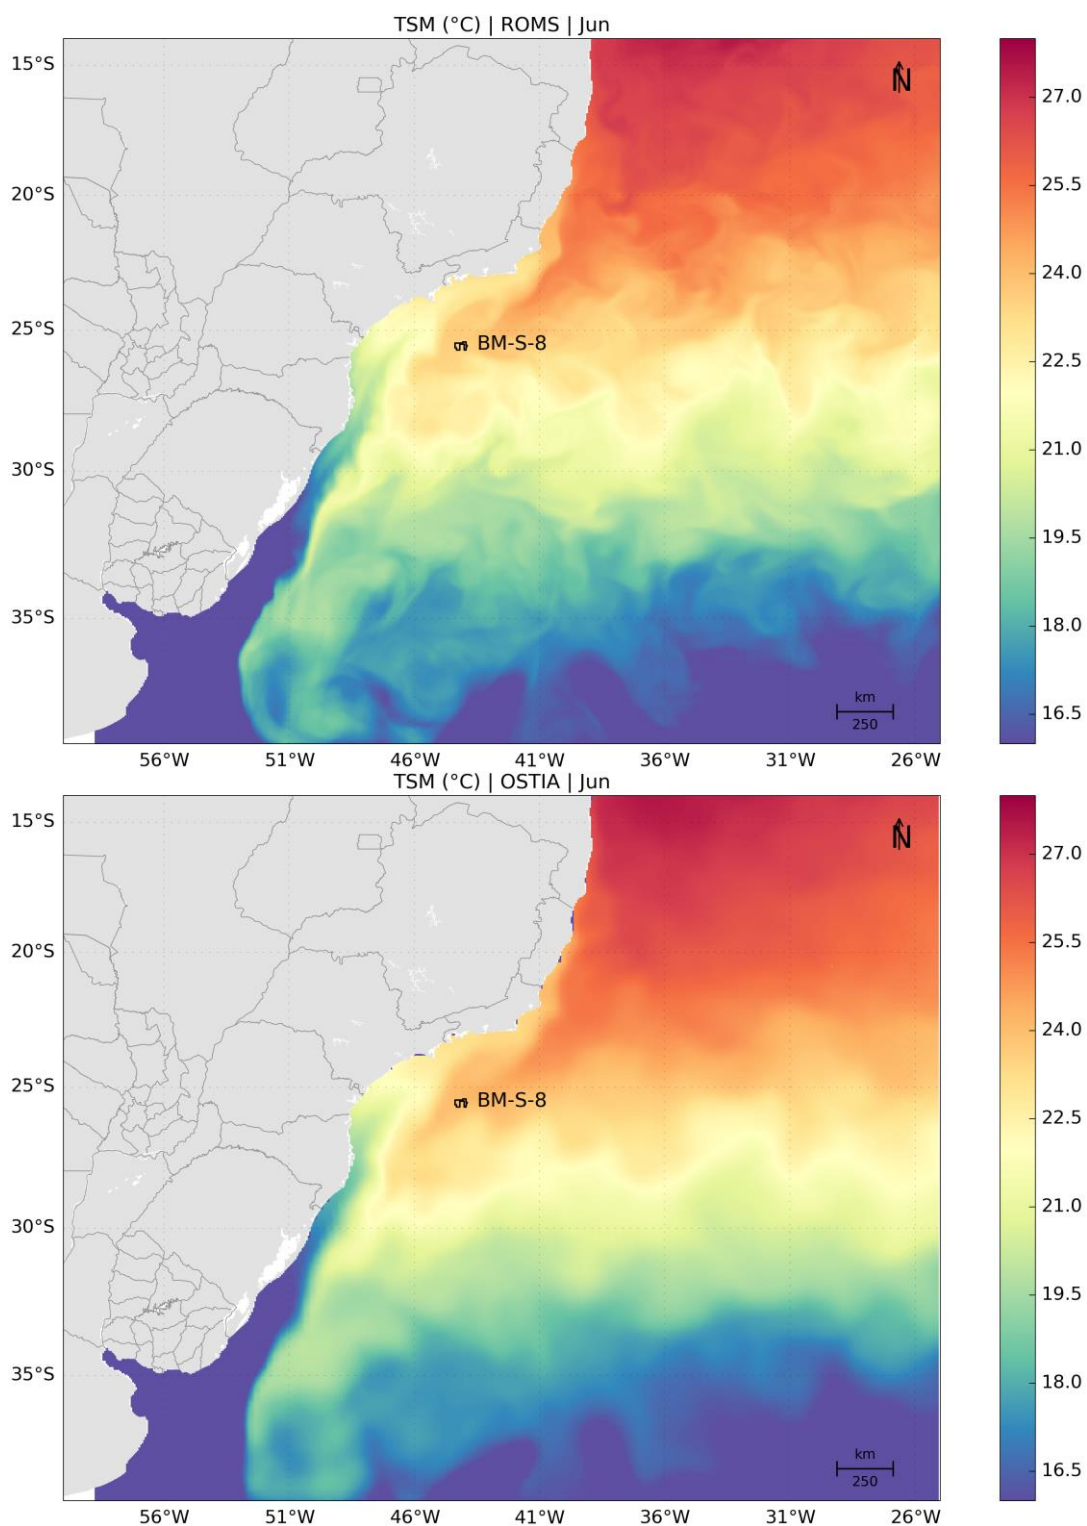 TSM (°C) | ROMS | Jun
15°S
20°S
25°S
30°S
35°S
N
BM-S-8
km
250
56°W 51°W 46°W 41°W 36°W 31°W 26°W
27.0
25.5
24.0
22.5
21.0
19.5
18.0
16.5
TSM (°C) | OSTIA | Jun
15°S
20°S
25°S
30°S
35°S
N
BM-S-8
km
250
56°W 51°W 46°W 41°W 36°W 31°W 26°W
27.0
25.5
24.0
22.5
21.0
19.5
18.0
16.5